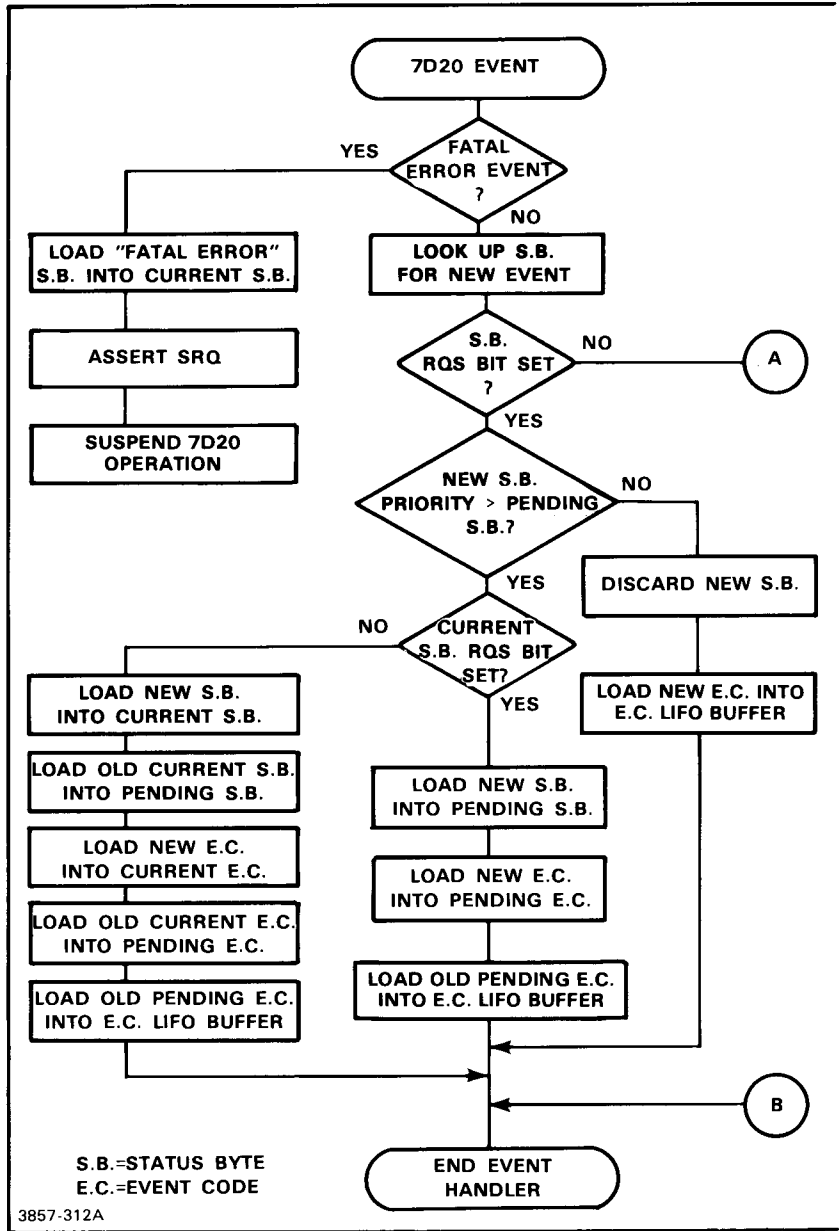 7D20 EVENT
YES
FATAL
ERROR EVENT
?
NO
LOAD "FATAL ERROR"
S.B. INTO CURRENT S.B.
LOOK UP S.B.
FOR NEW EVENT
ASSERT SRQ
S.B.
RQS BIT SET
?
NO
A
YES
SUSPEND 7D20
OPERATION
NEW S.B.
PRIORITY > PENDING
S.B.?
NO
YES
DISCARD NEW S.B.
NO
CURRENT
S.B. RQS BIT
SET?
YES
LOAD NEW S.B.
INTO CURRENT S.B.
LOAD NEW E.C. INTO
E.C. LIFO BUFFER
LOAD OLD CURRENT S.B.
INTO PENDING S.B.
LOAD NEW S.B.
INTO PENDING S.B.
LOAD NEW E.C.
INTO CURRENT E.C.
LOAD NEW E.C.
INTO PENDING E.C.
LOAD OLD CURRENT E.C.
INTO PENDING E.C.
LOAD OLD PENDING E.C.
INTO E.C. LIFO BUFFER
LOAD OLD PENDING E.C.
INTO E.C. LIFO BUFFER
B
S.B.=STATUS BYTE
E.C.=EVENT CODE
END EVENT
HANDLER
3857-312A